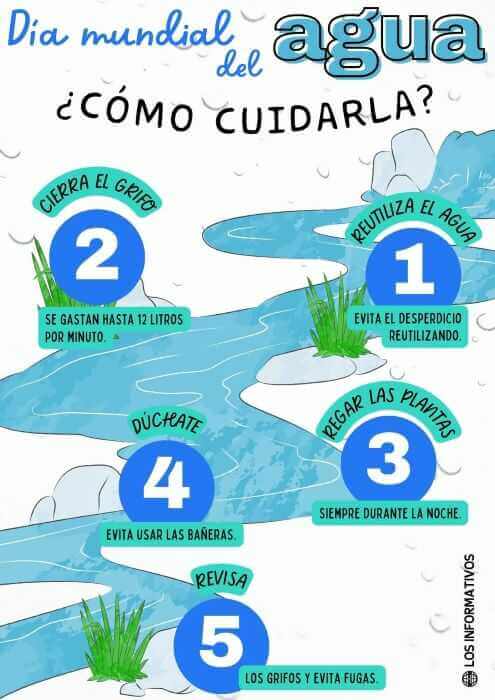 Día mundial
del agua
¿CÓMO CUIDARLA?
REUTILIZA EL AGUA
1
EVITA EL DESPERDICIO
REUTILIZANDO.
CIERRA EL GRIFO
2
SE GASTAN HASTA 12 LITROS
POR MINUTO.
REGAR LAS PLANTAS
3
SIEMPRE DURANTE LA NOCHE.
DÚCHATE
4
EVITA USAR LAS BAÑERAS.
REVISA
5
LOS GRIFOS Y EVITA FUGAS.
LOS INFORMATIVOS